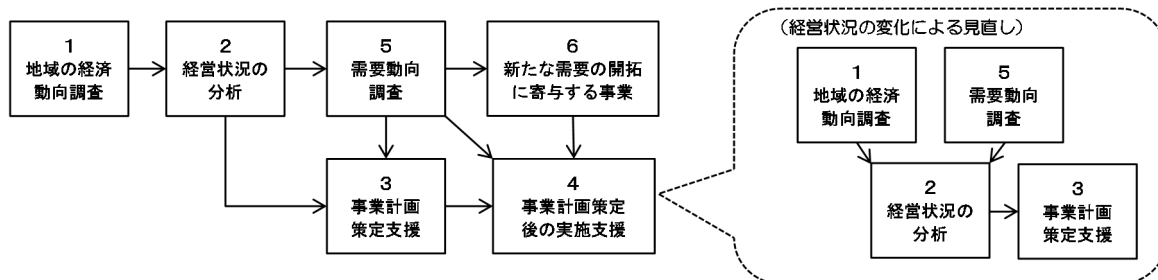 1
地域の経済
動向調査
2
経営状況の
分析
5
需要動向
調査
6
新たな需要の開拓
に寄与する事業
3
事業計画
策定支援
4
事業計画策定
後の実施支援
(経営状況の変化による見直し)
1
地域の経済
動向調査
5
需要動向
調査
2
経営状況の
分析
3
事業計画
策定支援